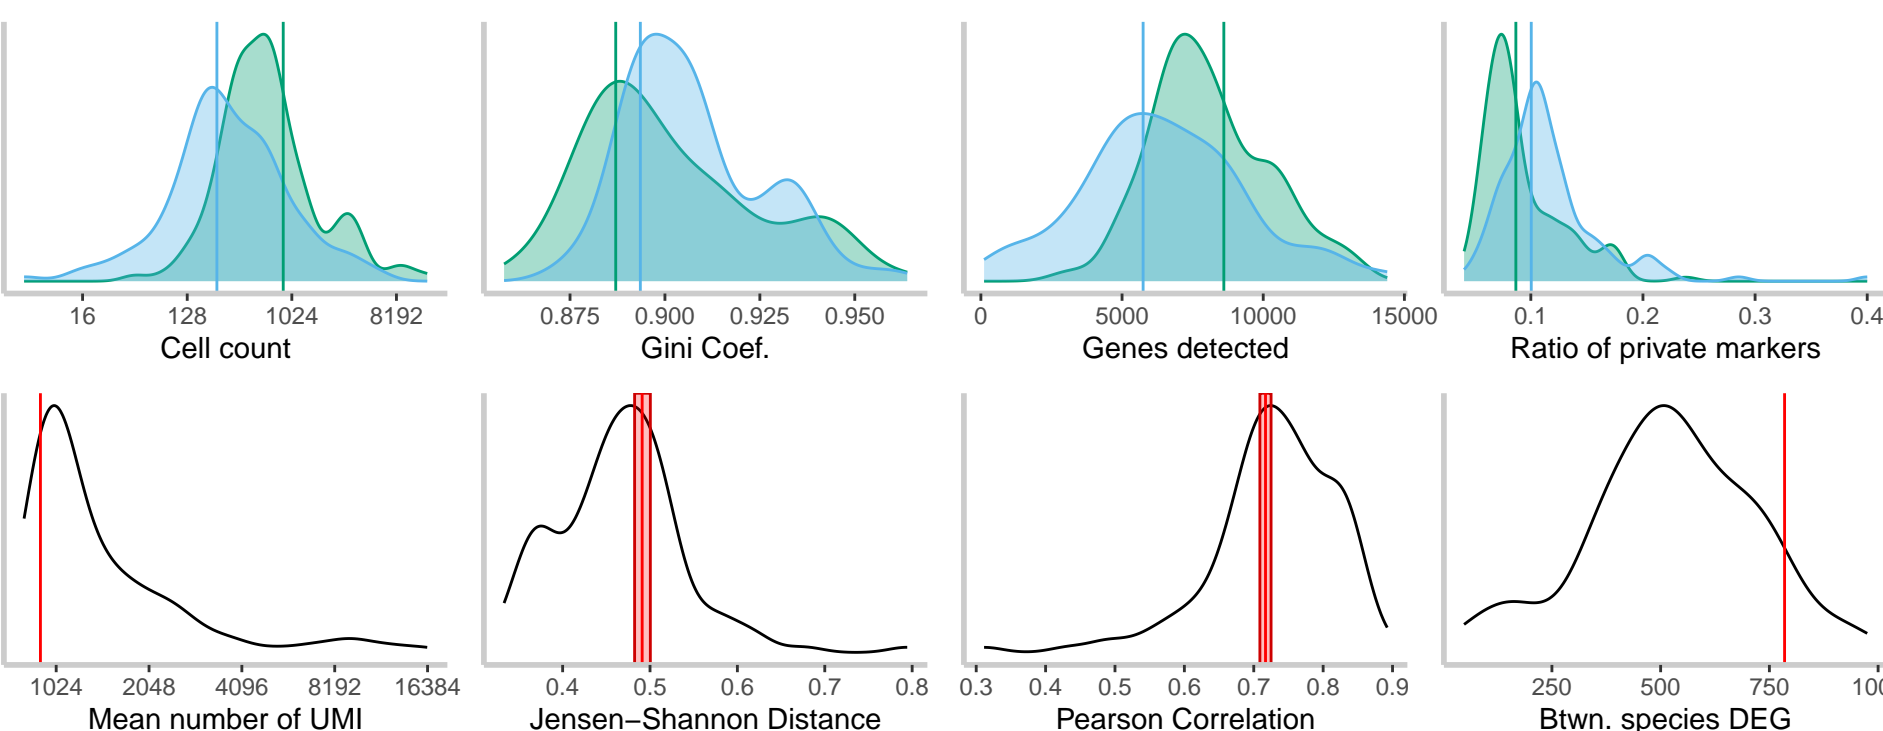 16 128 1024 8192
Cell count
0.875 0.900 0.925 0.950
Gini Coef.
0 5000 10000 15000
Genes detected
0.1 0.2 0.3 0.4
Ratio of private markers
1024 2048 4096 8192 16384
Mean number of UMI
0.4 0.5 0.6 0.7 0.8
Jensen−Shannon Distance
0.3 0.4 0.5 0.6 0.7 0.8 0.9
Pearson Correlation
250 500 750
Btwn. species DEG